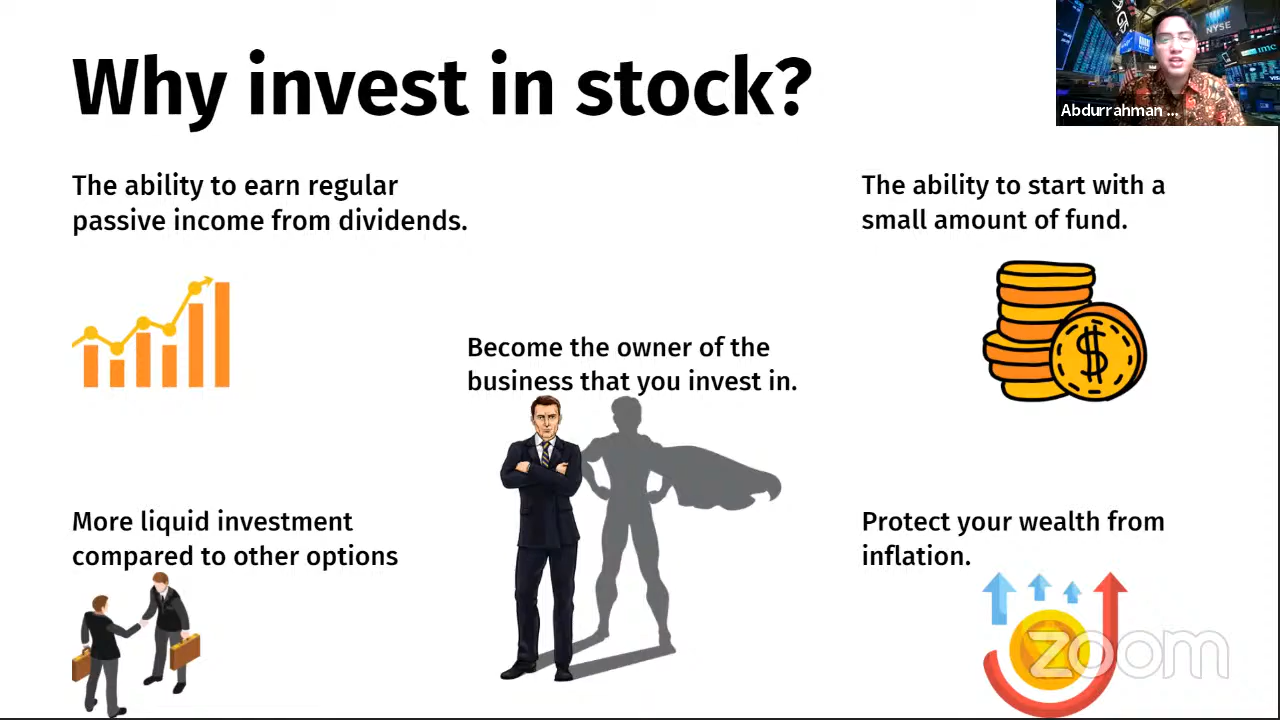 Why invest in stock?
NYSE
Abdurrahman ...
The ability to earn regular
passive income from dividends.
The ability to start with a
small amount of fund.
$
Become the owner of the
business that you invest in.
More liquid investment
compared to other options
Protect your wealth from
inflation.
zoom